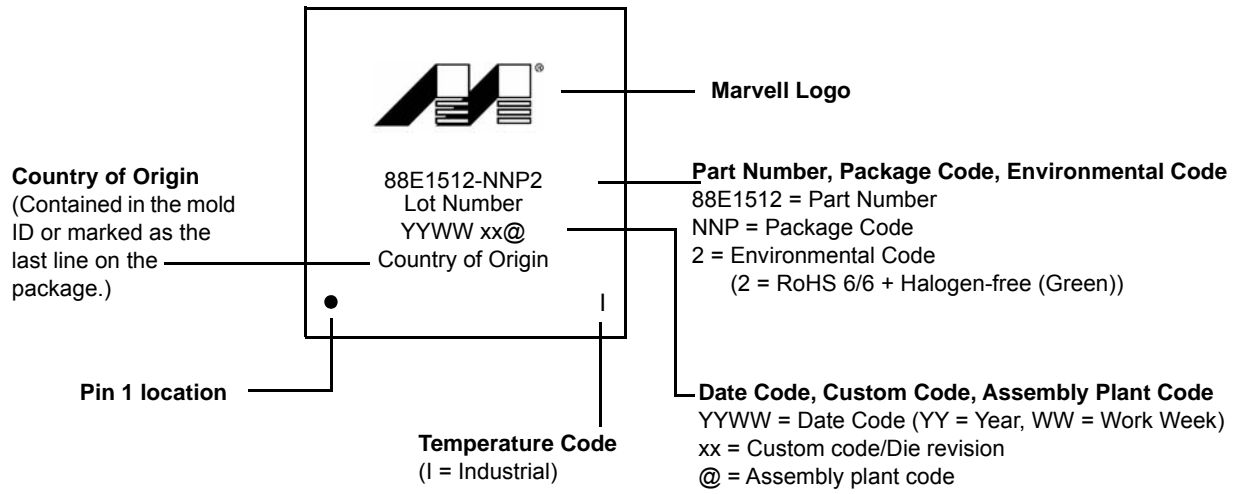 ®
Marvell Logo
88E1512-NNP2
Lot Number
YYWW xx@
Country of Origin
I
Country of Origin
(Contained in the mold
ID or marked as the
last line on the
package.)
Part Number, Package Code, Environmental Code
88E1512 = Part Number
NNP = Package Code
2 = Environmental Code
(2 = RoHS 6/6 + Halogen-free (Green))
Pin 1 location
Temperature Code
(I = Industrial)
Date Code, Custom Code, Assembly Plant Code
YYWW = Date Code (YY = Year, WW = Work Week)
xx = Custom code/Die revision
@ = Assembly plant code